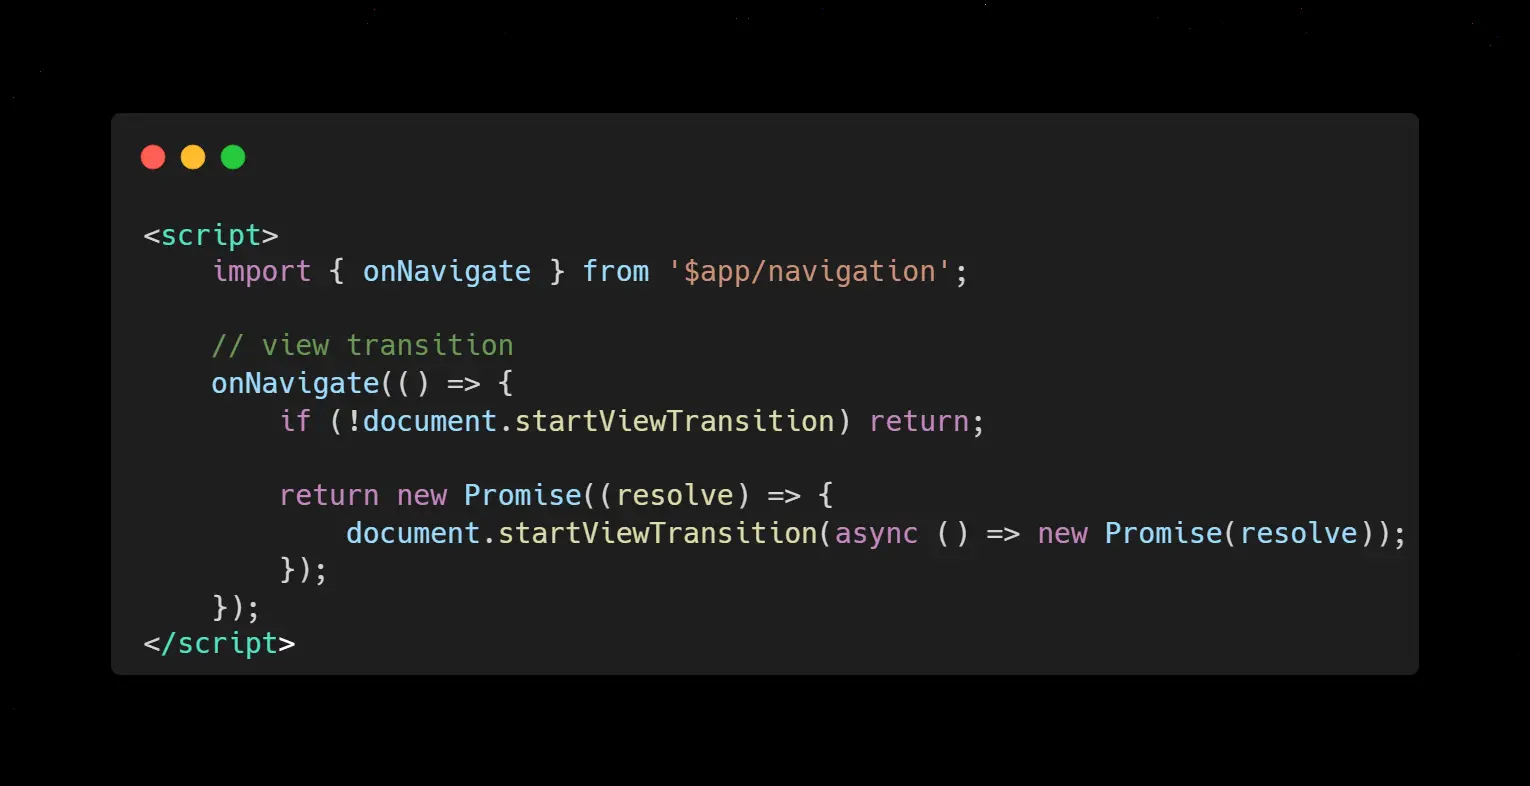 <script>
    import { onNavigate } from '$app/navigation';

    // view transition
    onNavigate(() => {
        if (!document.startViewTransition) return;

        return new Promise((resolve) => {
            document.startViewTransition(async () => new Promise(resolve));
        });
    });
</script>